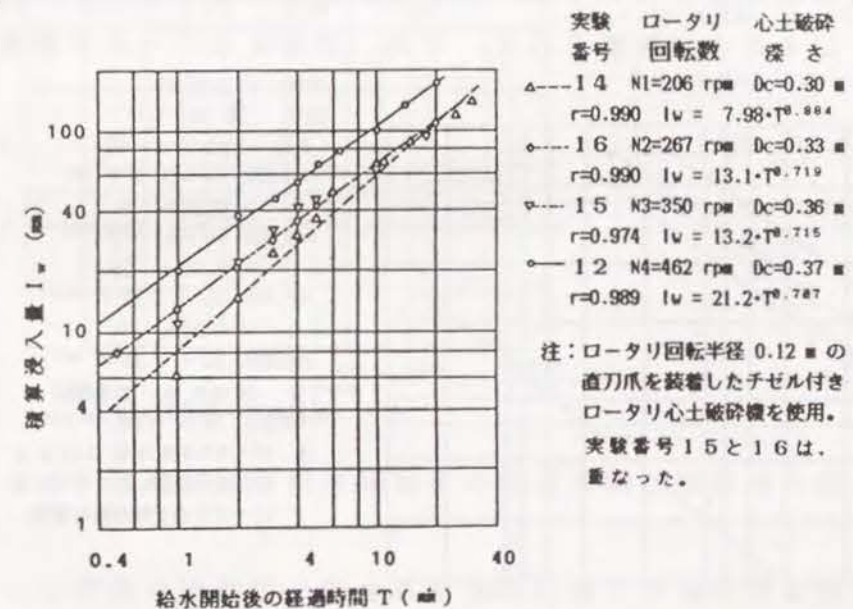 実験 ロータリ 心土破砕
番号 回転数 深さ
△---14 N1=206 rpm Dc=0.30 m
r=0.990 Iw = 7.98・T^0.884
◇-·-·16 N2=267 rpm Dc=0.33 m
r=0.990 Iw = 13.1・T^0.719
▽-··-15 N3=350 rpm Dc=0.36 m
r=0.974 Iw = 13.2・T^0.715
○—12 N4=462 rpm Dc=0.37 m
r=0.989 Iw = 21.2・T^0.707
注：ロータリ回転半径 0.12 m の
直刀爪を装着したチゼル付き
ロータリ心土破砕機を使用。
実験番号15と16は.
重なった。
積算浸入量 Iw (mm)
100
40
10
4
1
0.4 1 4 10 40
給水開始後の経過時間 T (min)